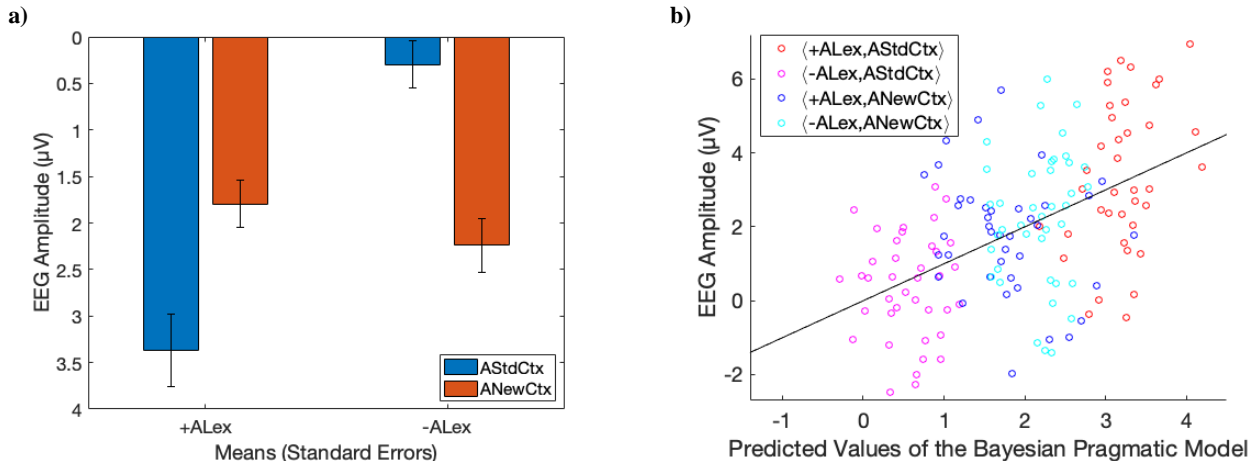 a)
0
0.5
1
1.5
2
2.5
3
3.5
4
EEG Amplitude (µV)
AStdCtx
ANewCtx
+ALex
-ALex
Means (Standard Errors)
b)
⟨+ALex,AStdCtx⟩
⟨-ALex,AStdCtx⟩
⟨+ALex,ANewCtx⟩
⟨-ALex,ANewCtx⟩
6
4
2
0
-2
EEG Amplitude (µV)
-1 0 1 2 3 4
Predicted Values of the Bayesian Pragmatic Model